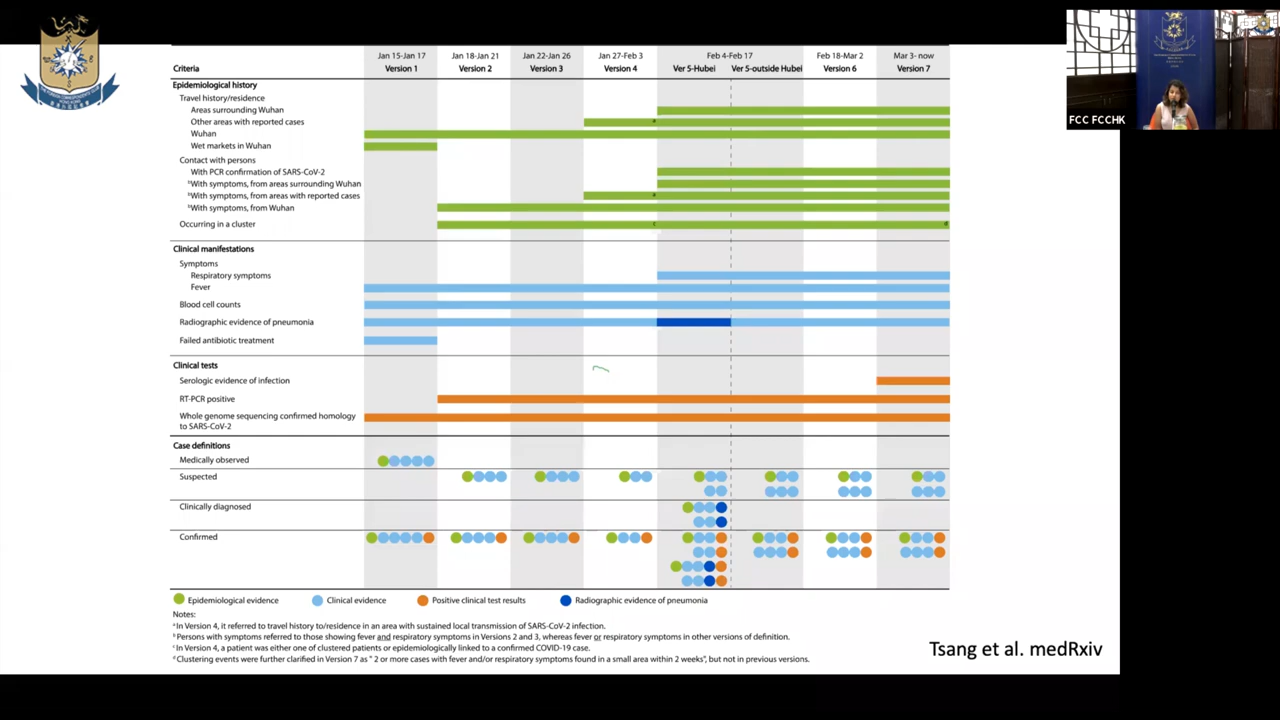 Jan 15-Jan 17 Jan 18-Jan 21 Jan 22-Jan 26 Jan 27-Feb 3 Feb 4-Feb 17 Feb 18-Mar 2 Mar 3- now
Criteria Version 1 Version 2 Version 3 Version 4 Ver 5-Hubei Ver 5-outside Hubei Version 6 Version 7
Epidemiological history
Travel history/residence
Areas surrounding Wuhan
Other areas with reported cases a
Wuhan
Wet markets in Wuhan
Contact with persons
With PCR confirmation of SARS-CoV-2
ᵇWith symptoms, from areas surrounding Wuhan
ᵇWith symptoms, from areas with reported cases a
ᵇWith symptoms, from Wuhan
Occurring in a cluster c d
Clinical manifestations
Symptoms
Respiratory symptoms
Fever
Blood cell counts
Radiographic evidence of pneumonia
Failed antibiotic treatment
Clinical tests
Serologic evidence of infection
RT-PCR positive
Whole genome sequencing confirmed homology
to SARS-CoV-2
Case definitions
Medically observed
Suspected
Clinically diagnosed
Confirmed
Epidemiological evidence Clinical evidence Positive clinical test results Radiographic evidence of pneumonia
Notes:
ᵃ In Version 4, it referred to travel history to/residence in an area with sustained local transmission of SARS-CoV-2 infection.
ᵇ Persons with symptoms referred to those showing fever and respiratory symptoms in Versions 2 and 3, whereas fever or respiratory symptoms in other versions of definition.
ᶜ In Version 4, a patient was either one of clustered patients or epidemiologically linked to a confirmed COVID-19 case.
ᵈ Clustering events were further clarified in Version 7 as " 2 or more cases with fever and/or respiratory symptoms found in a small area within 2 weeks", but not in previous versions.
Tsang et al. medRxiv
FCC FCCHK